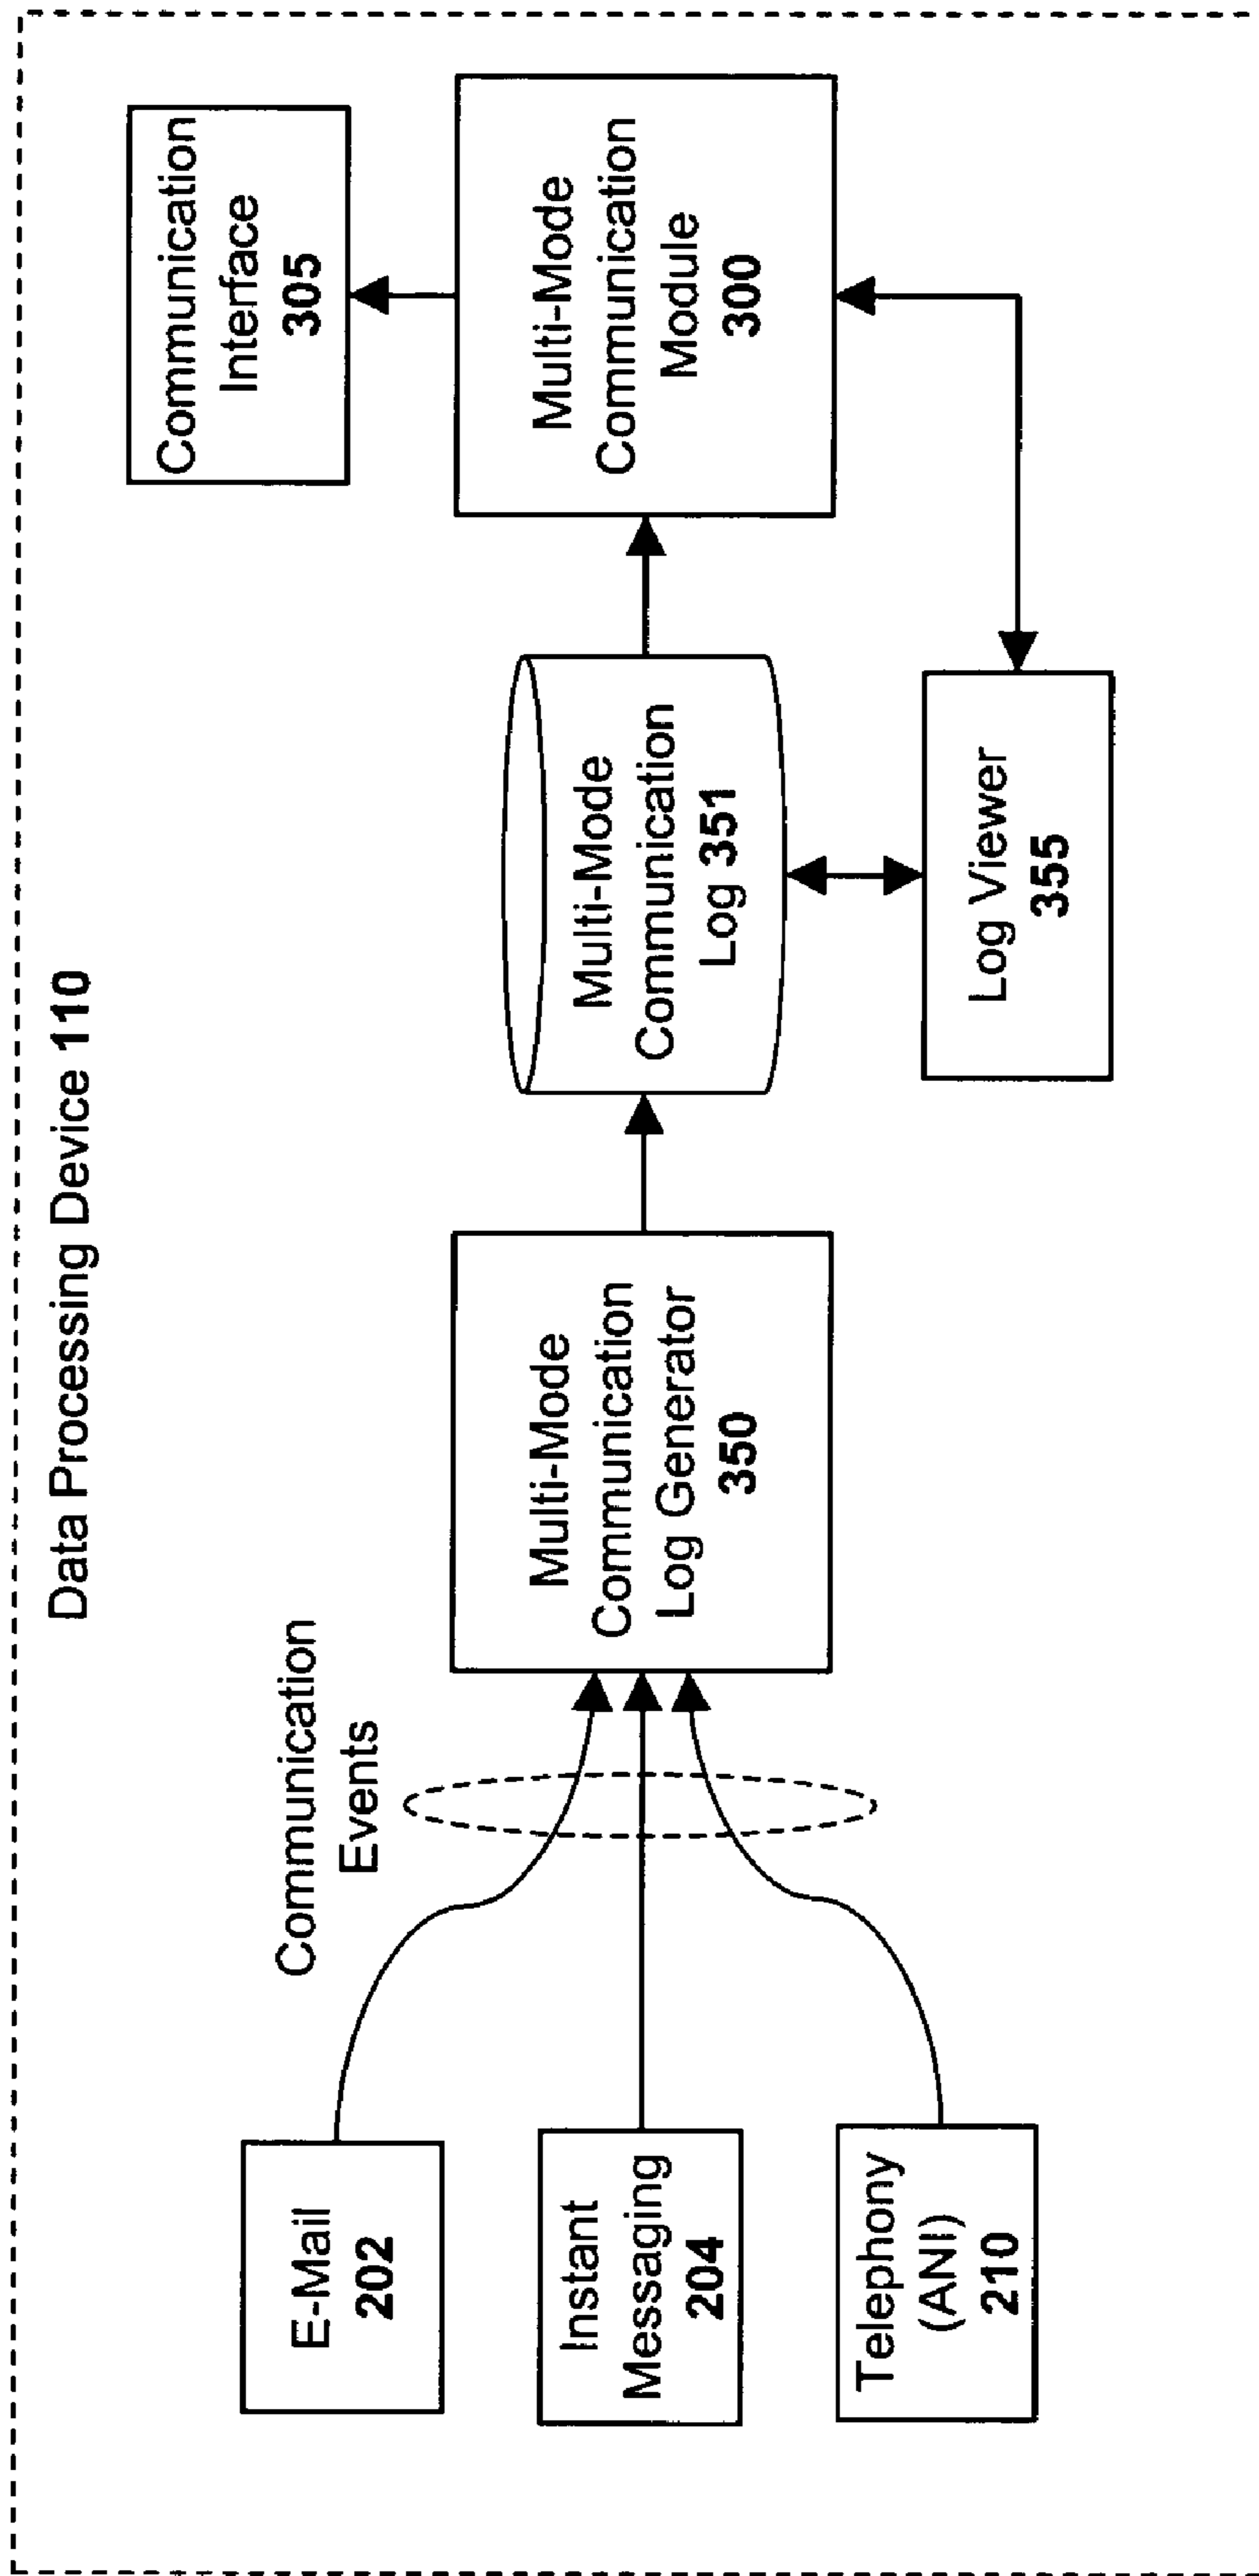 Data Processing Device 110
Communication
Events
E-Mail
202
Instant
Messaging
204
Telephony
(ANI)
210
Multi-Mode
Communication
Log Generator
350
Multi-Mode
Communication
Log 351
Log Viewer
355
Multi-Mode
Communication
Module
300
Communication
Interface
305